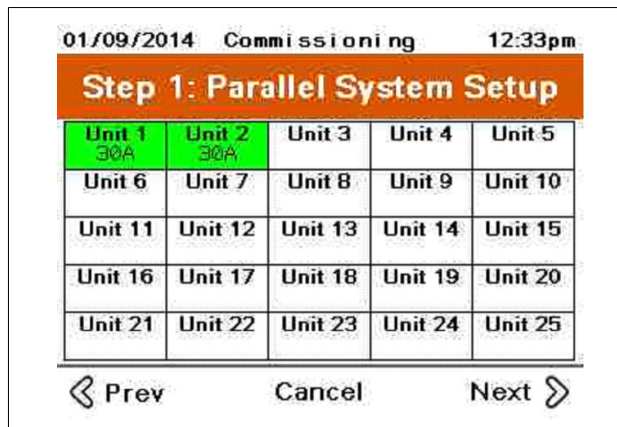 01/09/2014 Commissioning 12:33pm
Step 1: Parallel System Setup
Unit 1 Unit 2 Unit 3 Unit 4 Unit 5
30A 30A
Unit 6 Unit 7 Unit 8 Unit 9 Unit 10
Unit 11 Unit 12 Unit 13 Unit 14 Unit 15
Unit 16 Unit 17 Unit 18 Unit 19 Unit 20
Unit 21 Unit 22 Unit 23 Unit 24 Unit 25
Prev Cancel Next